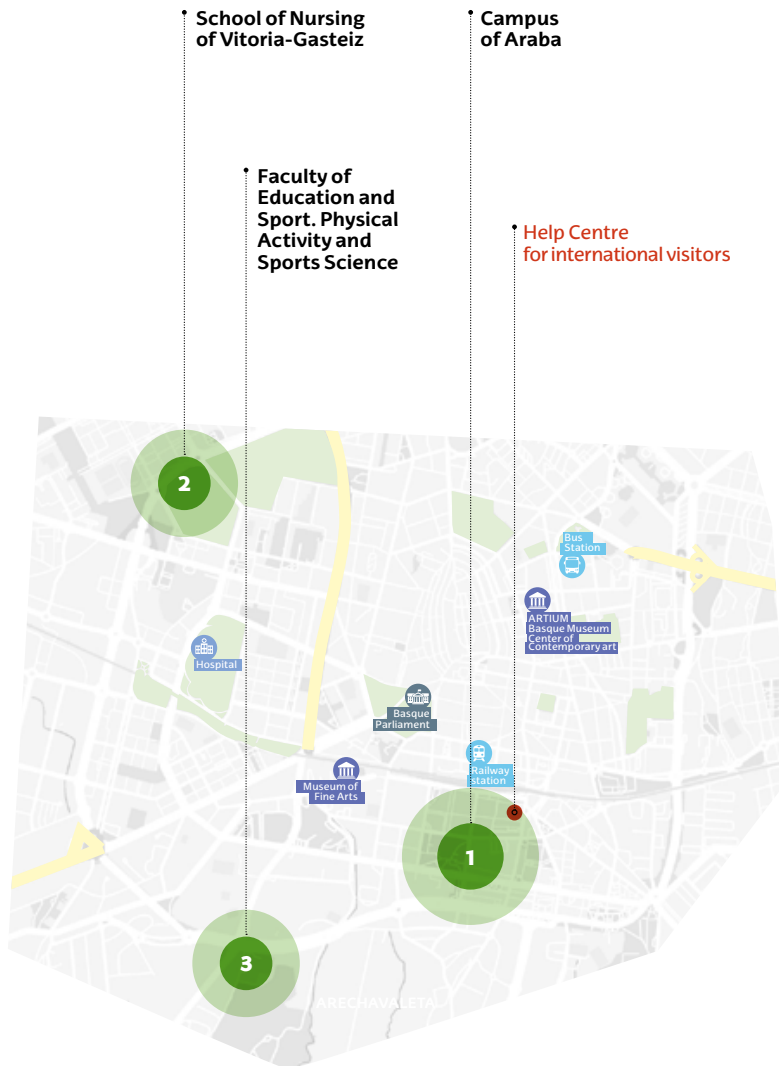 School of Nursing
of Vitoria-Gasteiz
Campus
of Araba
Faculty of
Education and
Sport. Physical
Activity and
Sports Science
Help Centre
for international visitors
2
Bus
Station
ARTIUM
Basque Museum
Center of
Contemporary art
Hospital
Basque
Parliament
Railway
station
Museum of
Fine Arts
1
3
ARECHAVALETA